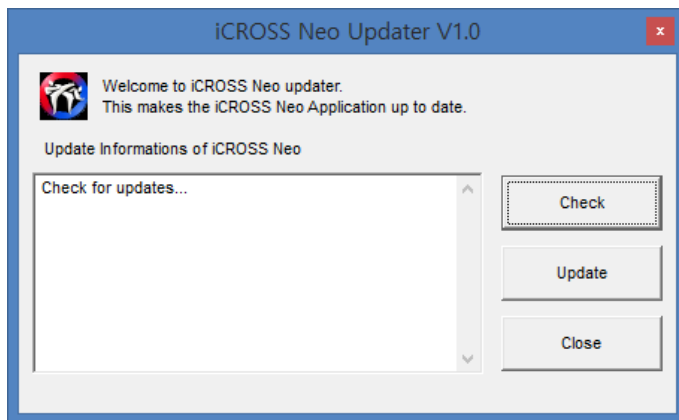 iCROSS Neo Updater V1.0
x
Welcome to iCROSS Neo updater.
This makes the iCROSS Neo Application up to date.
Update Informations of iCROSS Neo
Check for updates...
Check
Update
Close